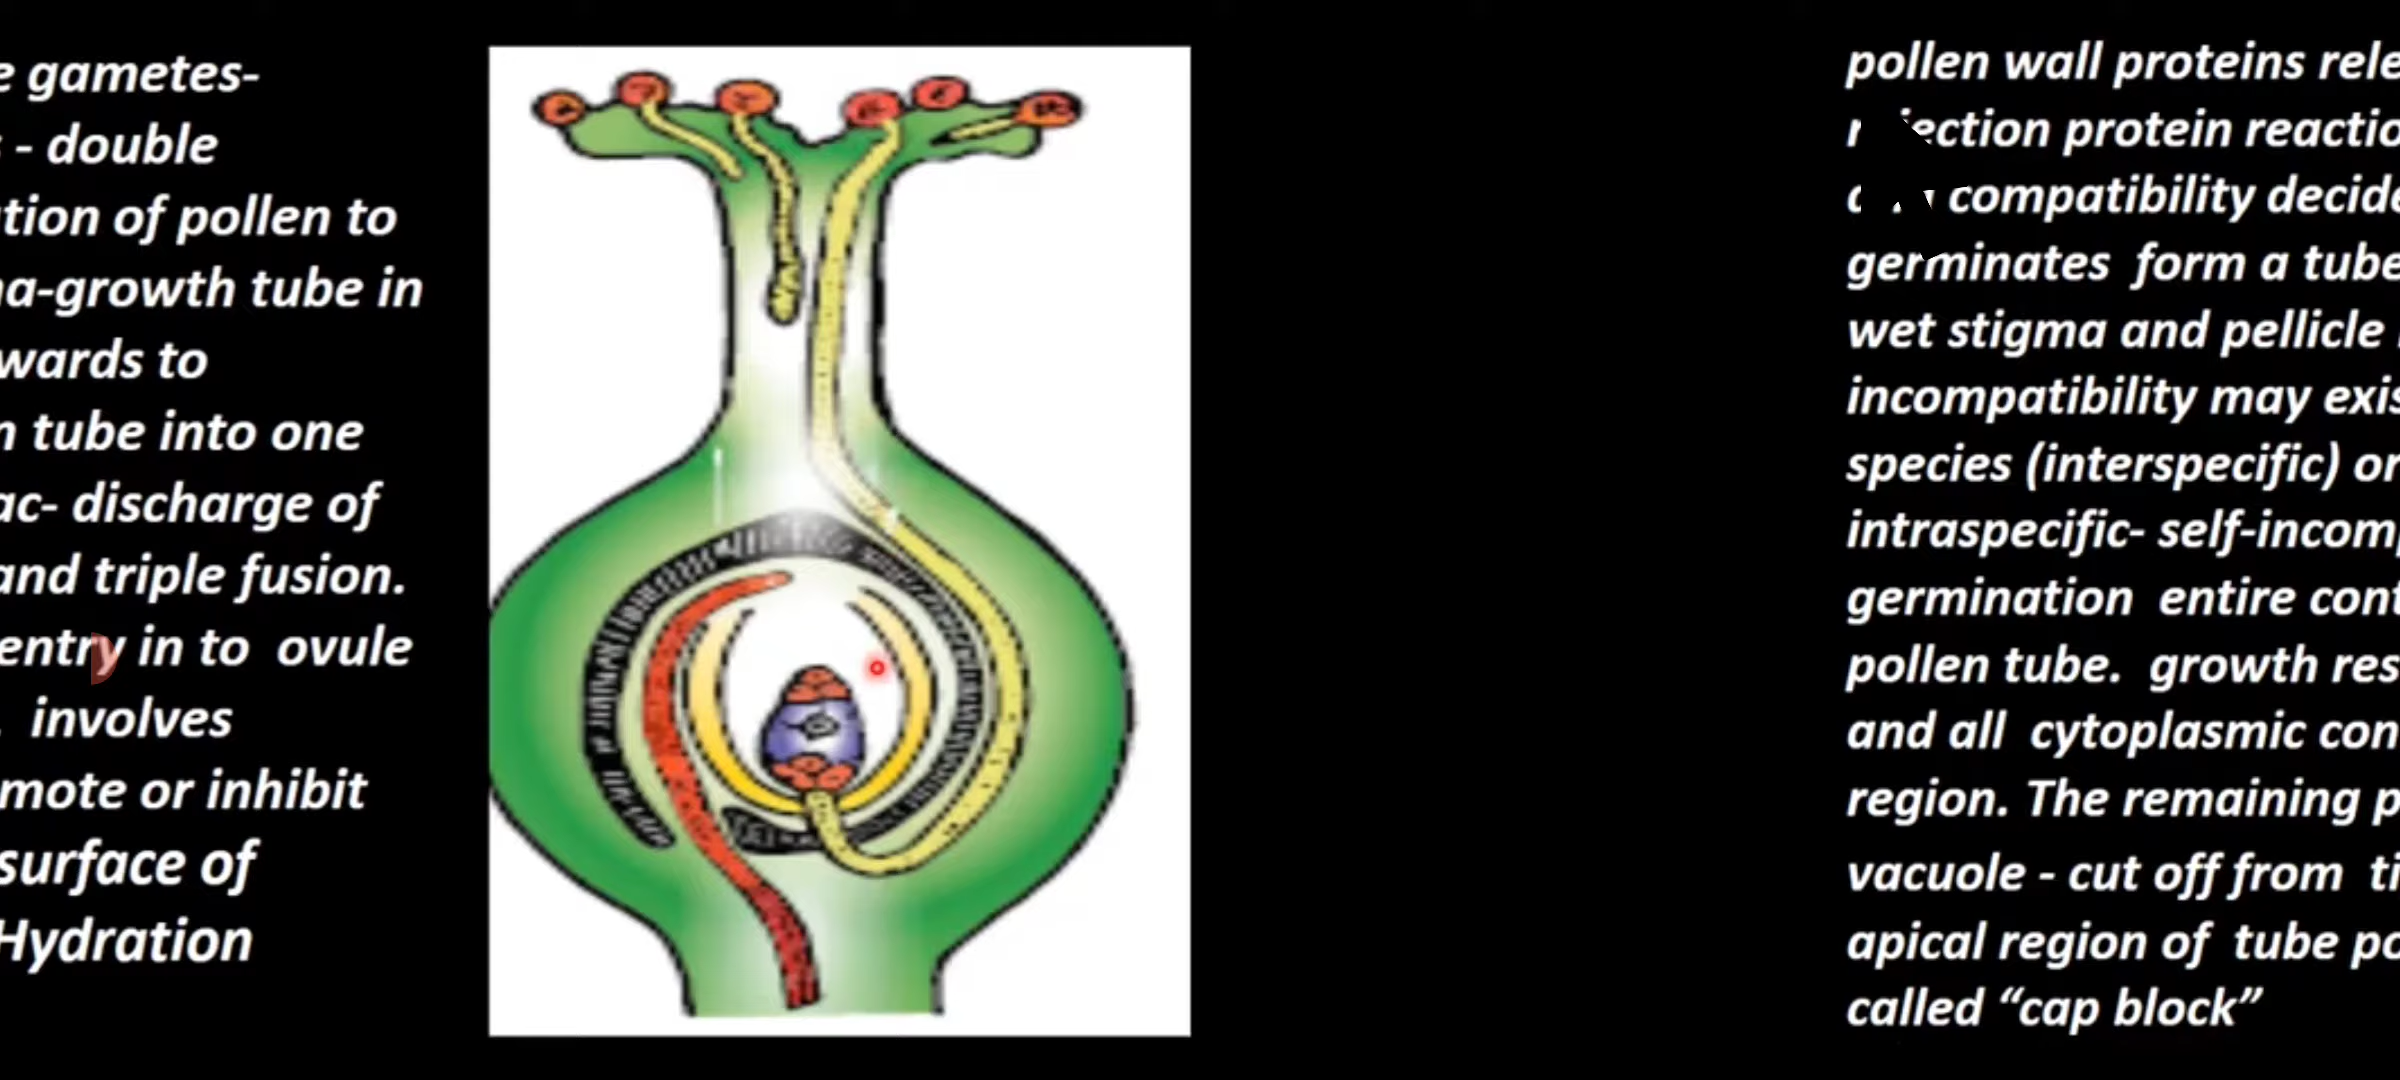 e gametes-
- double
tion of pollen to
a-growth tube in
wards to
tube into one
ac- discharge of
and triple fusion.
entry in to ovule
. involves
mote or inhibit
surface of
Hydration
pollen wall proteins rele
jection protein reactio
compatibility decide
germinates form a tube
wet stigma and pellicle
incompatibility may exis
species (interspecific) or
intraspecific- self-incom
germination entire cont
pollen tube. growth res
and all cytoplasmic con
region. The remaining p
vacuole - cut off from ti
apical region of tube po
called “cap block”